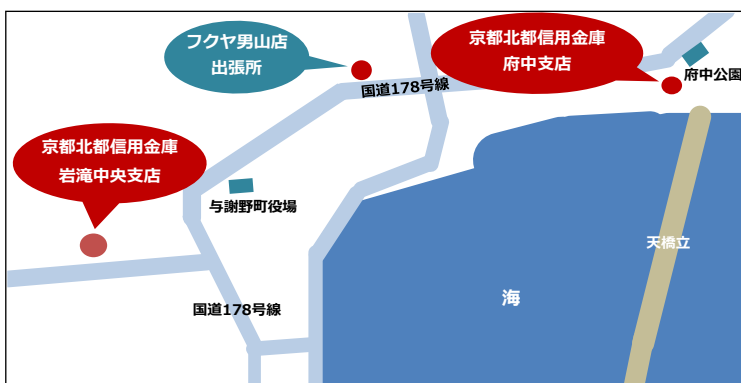 フクヤ男山店
出張所
京都北都信用金庫
府中支店
府中公園
国道178号線
京都北都信用金庫
岩滝中央支店
与謝野町役場
天橋立
海
国道178号線